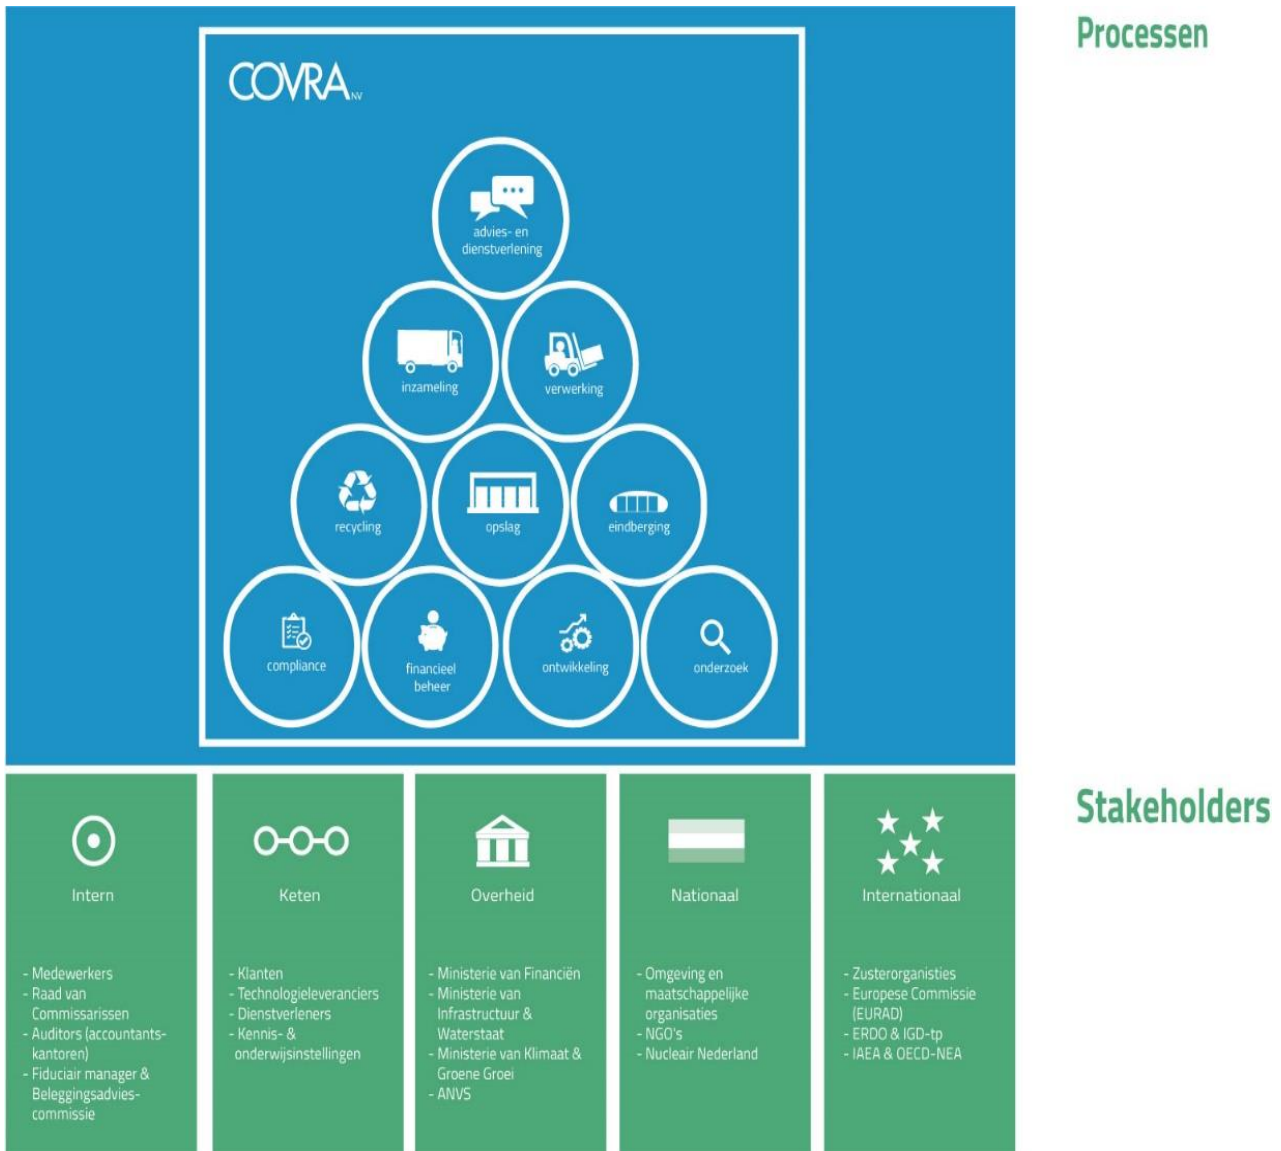 Processen
COVRA NV
advies- en
dienstverlening
inzameling
verwerking
recycling
opslag
eindberging
compliance
financieel
beheer
ontwikkeling
onderzoek
Stakeholders
Intern
- Medewerkers
- Raad van
Commissarissen
- Auditors (accountants-
kantoren)
- Fiduciair manager &
Beleggingsadvies-
commissie
Keten
- Klanten
- Technologieleveranciers
- Dienstverleners
- Kennis- &
onderwijsinstellingen
Overheid
- Ministerie van Financiën
- Ministerie van
Infrastructuur &
Waterstaat
- Ministerie van Klimaat &
Groene Groei
- ANVS
Nationaal
- Omgeving en
maatschappelijke
organisaties
- NGO's
- Nucleair Nederland
Internationaal
- Zusterorganisties
- Europese Commissie
(EURAD)
- ERDO & IGD-tp
- IAEA & OECD-NEA